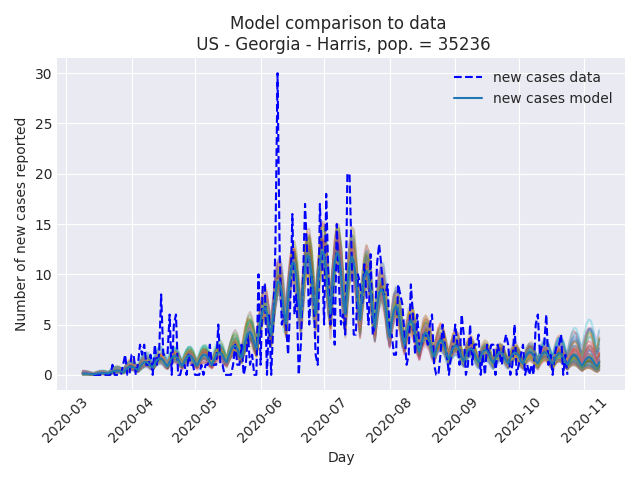 Model comparison to data
US - Georgia - Harris, pop. = 35236
new cases data
new cases model
Number of new cases reported
30
25
20
15
10
5
0
2020-03
2020-04
2020-05
2020-06
2020-07
2020-08
2020-09
2020-10
2020-11
Day